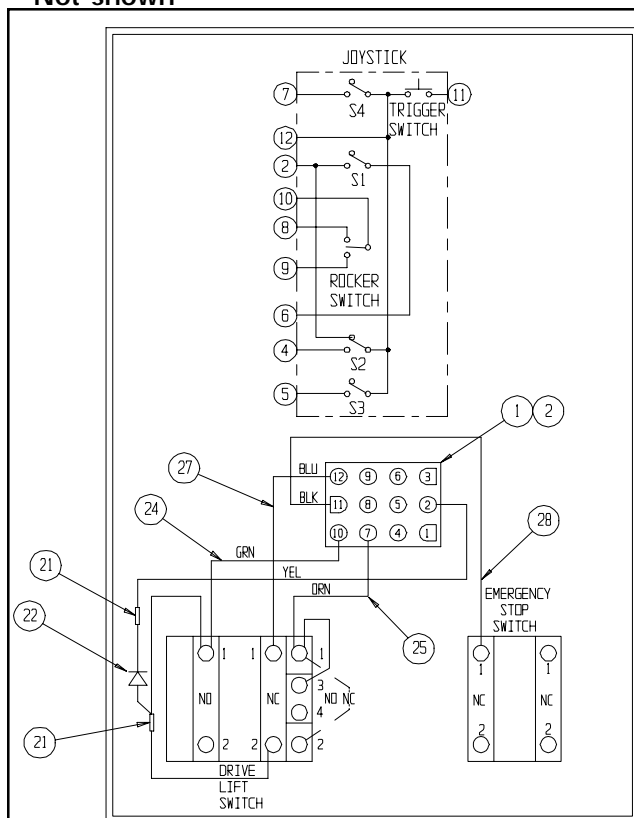 Not shown
JOYSTICK
7
S4
TRIGGER
SWITCH
11
12
2
S1
10
8
9
ROCKER
SWITCH
6
4
S2
5
S3
1 2
27
BLU 12 9 6 3
BLK 11 8 5 2
10 7 4 1
24
GRN
28
YEL
21
ORN
EMERGENCY
STOP
SWITCH
22
25
1 1 1 1 1
3
NO NC NO NC NC NC
4
21
2 2 2 2 2
DRIVE
LIFT
SWITCH